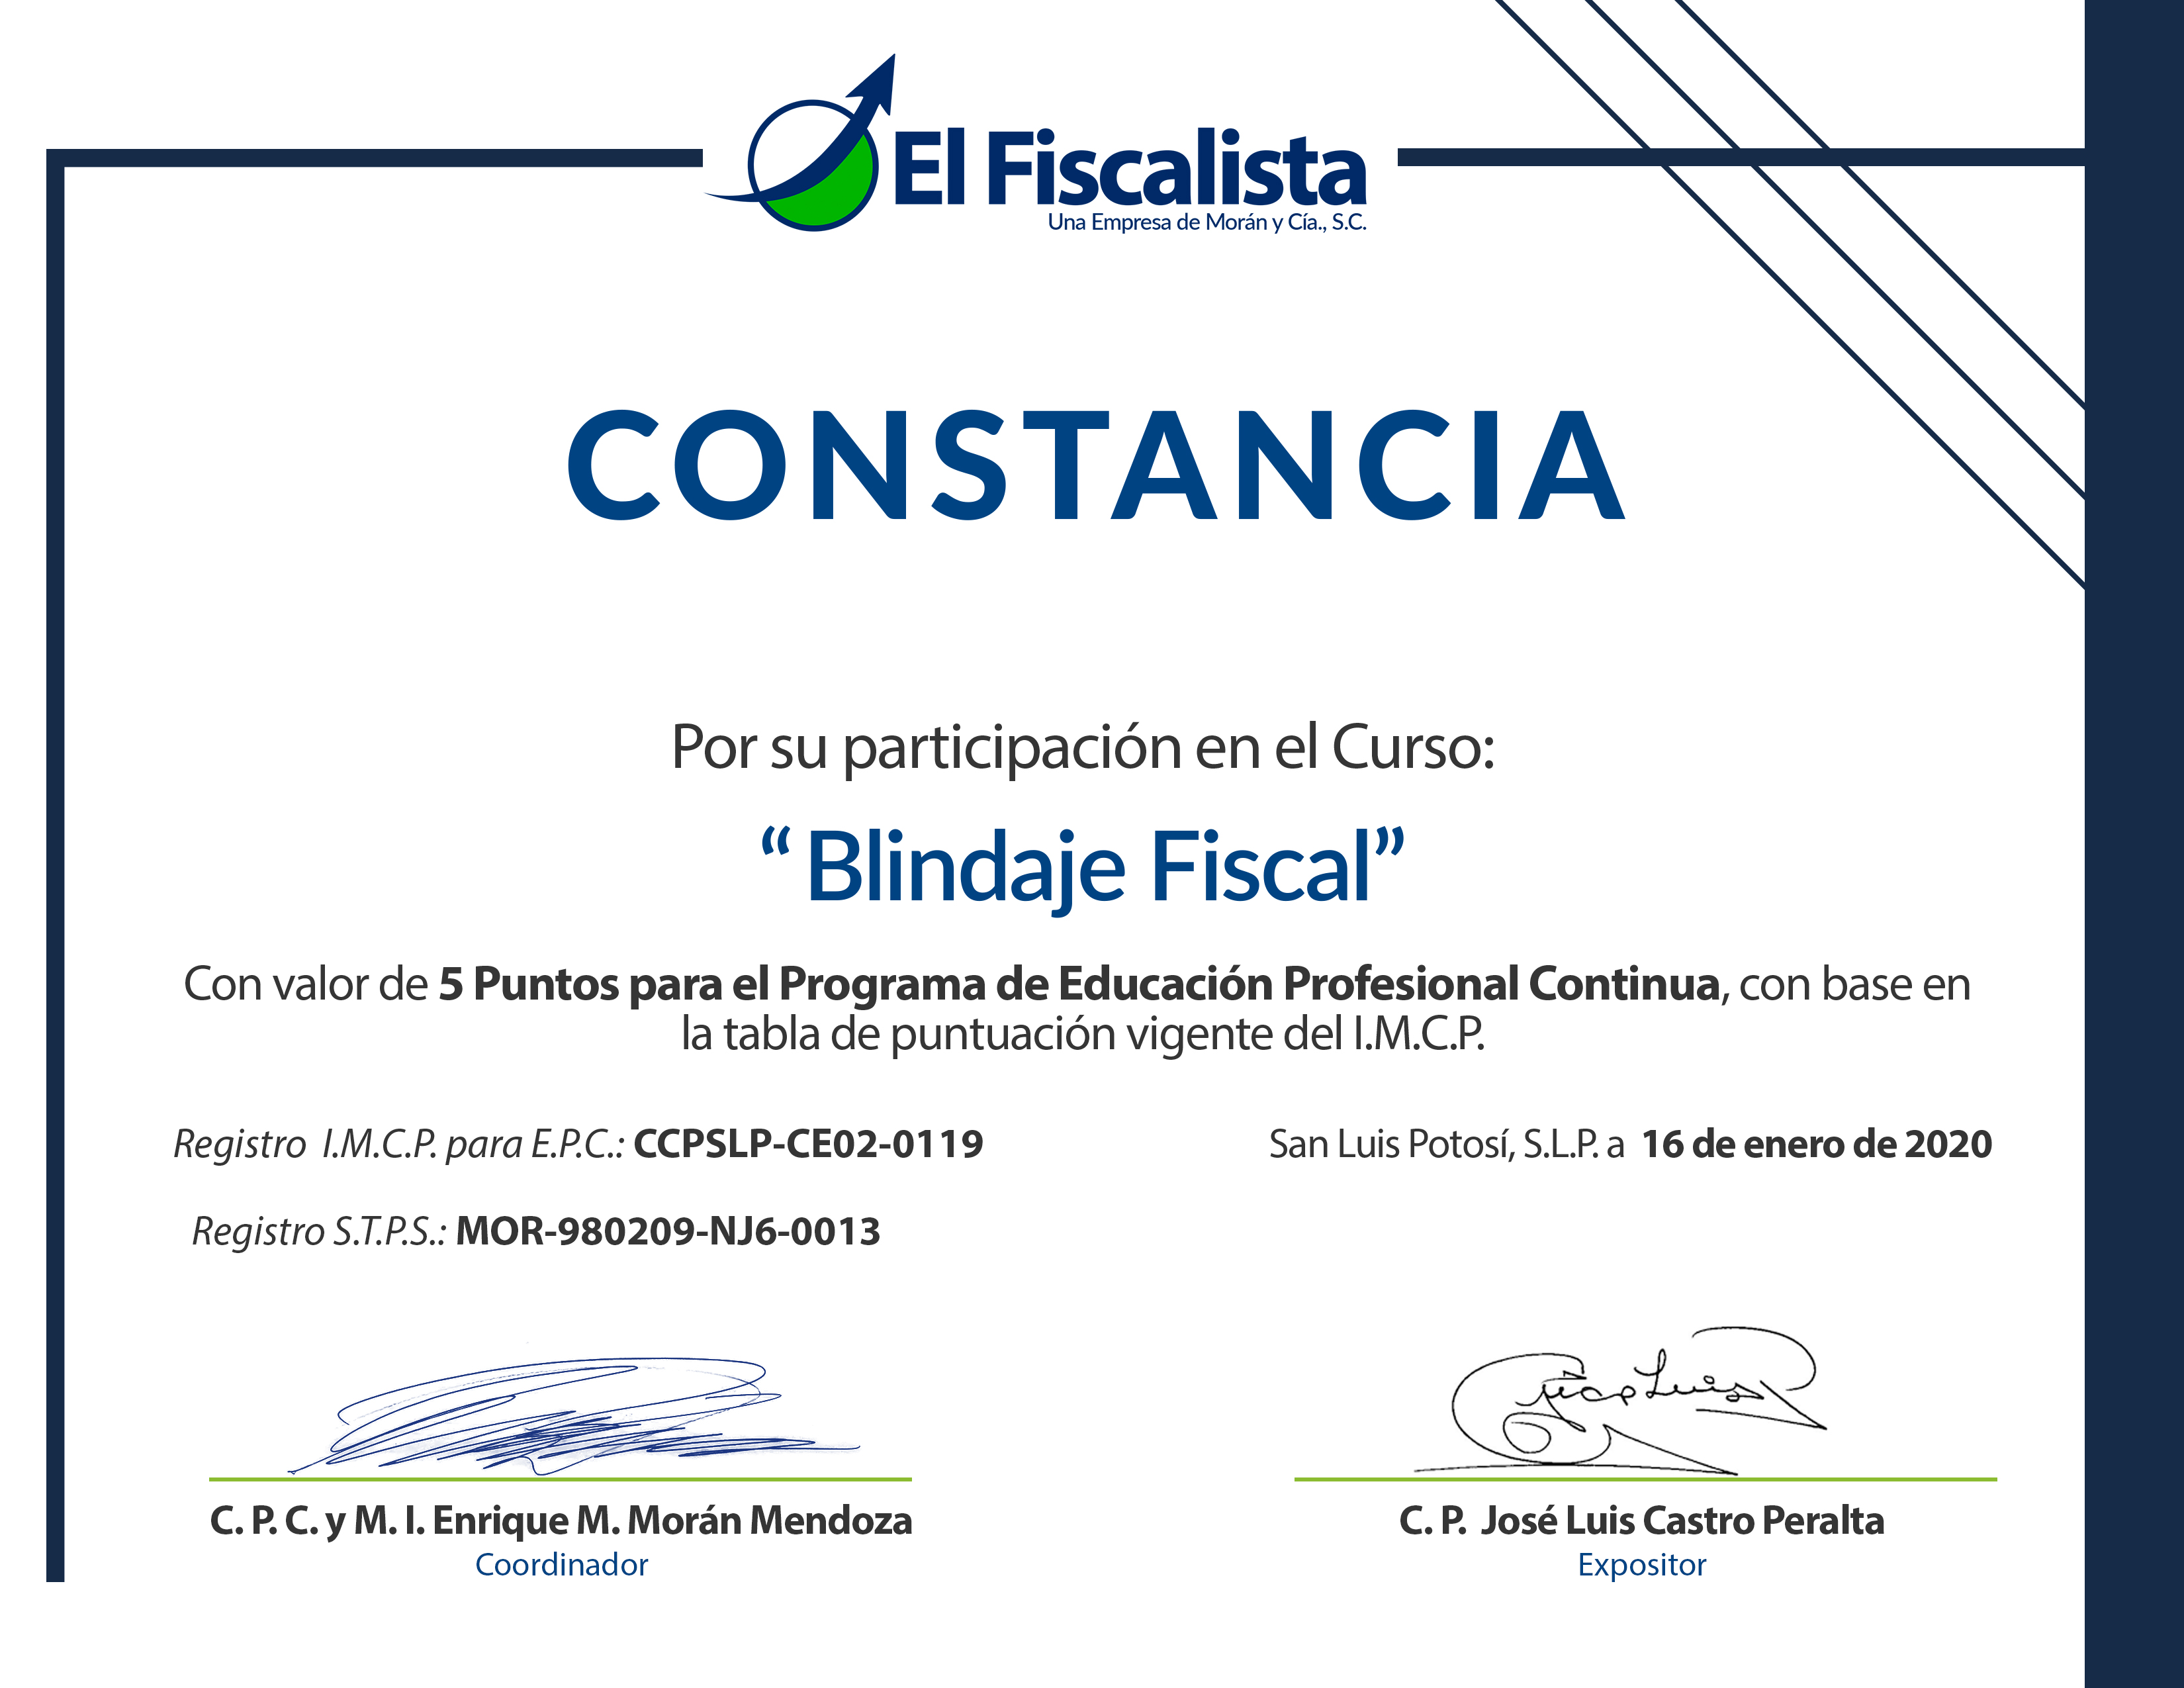 El Fiscalista
Una Empresa de Morán y Cía., S.C.
CONSTANCIA
Por su participación en el Curso:
“Blindaje Fiscal”
Con valor de 5 Puntos para el Programa de Educación Profesional Continua, con base en
la tabla de puntuación vigente del I.M.C.P.
Registro I.M.C.P. para E.P.C.: CCPSLP-CE02-0119
San Luis Potosí, S.L.P. a 16 de enero de 2020
Registro S.T.P.S.: MOR-980209-NJ6-0013
C. P. C. y M. I. Enrique M. Morán Mendoza
Coordinador
C. P. José Luis Castro Peralta
Expositor